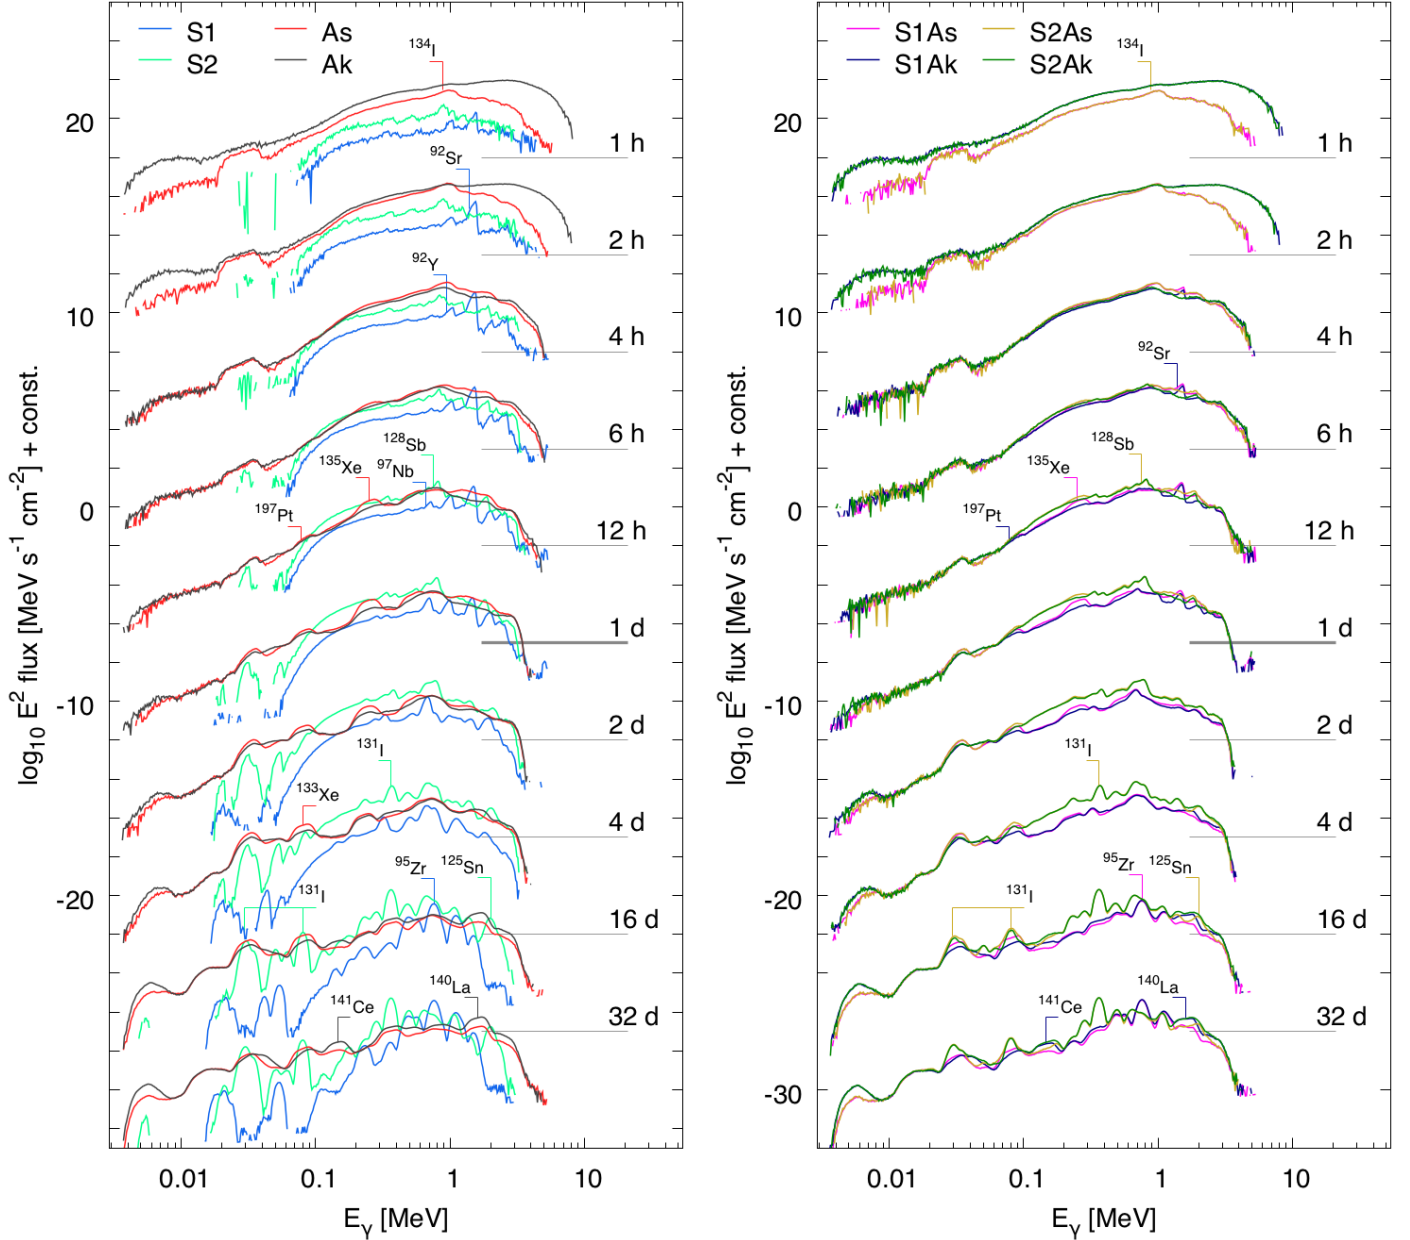 S1 As
S2 Ak
¹³⁴I
20
1 h
⁹²Sr
2 h
⁹²Y
10
4 h
6 h
¹²⁸Sb
¹³⁵Xe ⁹⁷Nb
0
¹⁹⁷Pt
12 h
1 d
-10
2 d
¹³¹I
¹³³Xe
4 d
⁹⁵Zr ¹²⁵Sn
-20
¹³¹I
16 d
¹⁴⁰La
¹⁴¹Ce
32 d
0.01 0.1 1 10
E_γ [MeV]
log₁₀ E² flux [MeV s⁻¹ cm⁻²] + const.
S1As S2As
S1Ak S2Ak
¹³⁴I
20
1 h
2 h
10
4 h
⁹²Sr
6 h
¹²⁸Sb
¹³⁵Xe
0
¹⁹⁷Pt
12 h
1 d
-10
2 d
¹³¹I
4 d
⁹⁵Zr ¹²⁵Sn
-20
¹³¹I
16 d
¹⁴⁰La
¹⁴¹Ce
32 d
-30
0.01 0.1 1 10
E_γ [MeV]
log₁₀ E² flux [MeV s⁻¹ cm⁻²] + const.